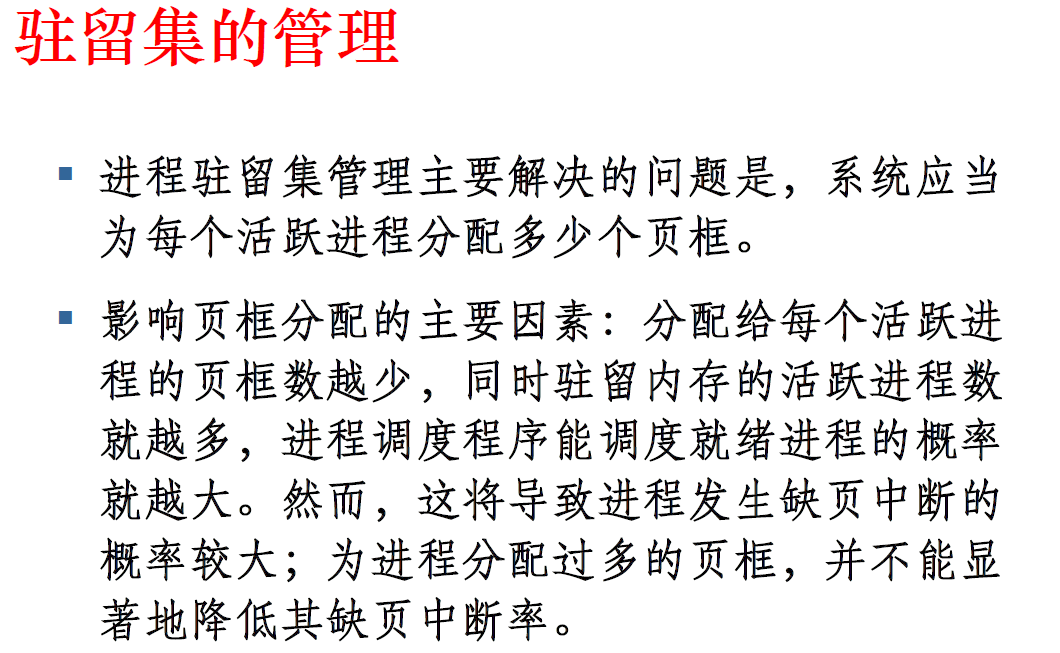 驻留集的管理
进程驻留集管理主要解决的问题是，系统应当
为每个活跃进程分配多少个页框。
影响页框分配的主要因素：分配给每个活跃进
程的页框数越少，同时驻留内存的活跃进程数
就越多，进程调度程序能调度就绪进程的概率
就越大。然而，这将导致进程发生缺页中断的
概率较大；为进程分配过多的页框，并不能显
著地降低其缺页中断率。